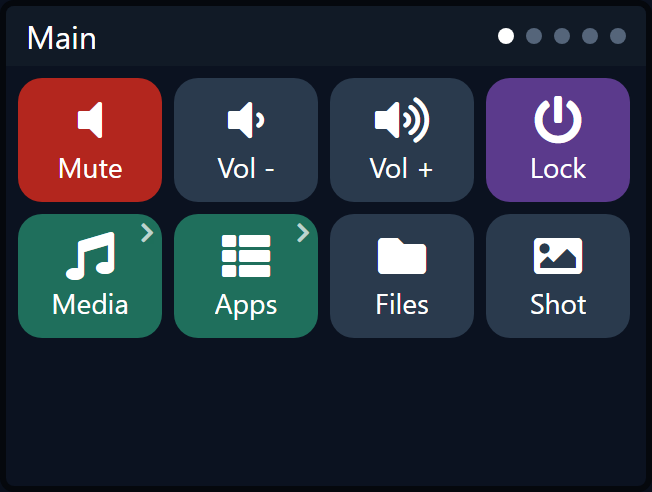 Main
Mute
Vol -
Vol +
Lock
Media
Apps
Files
Shot